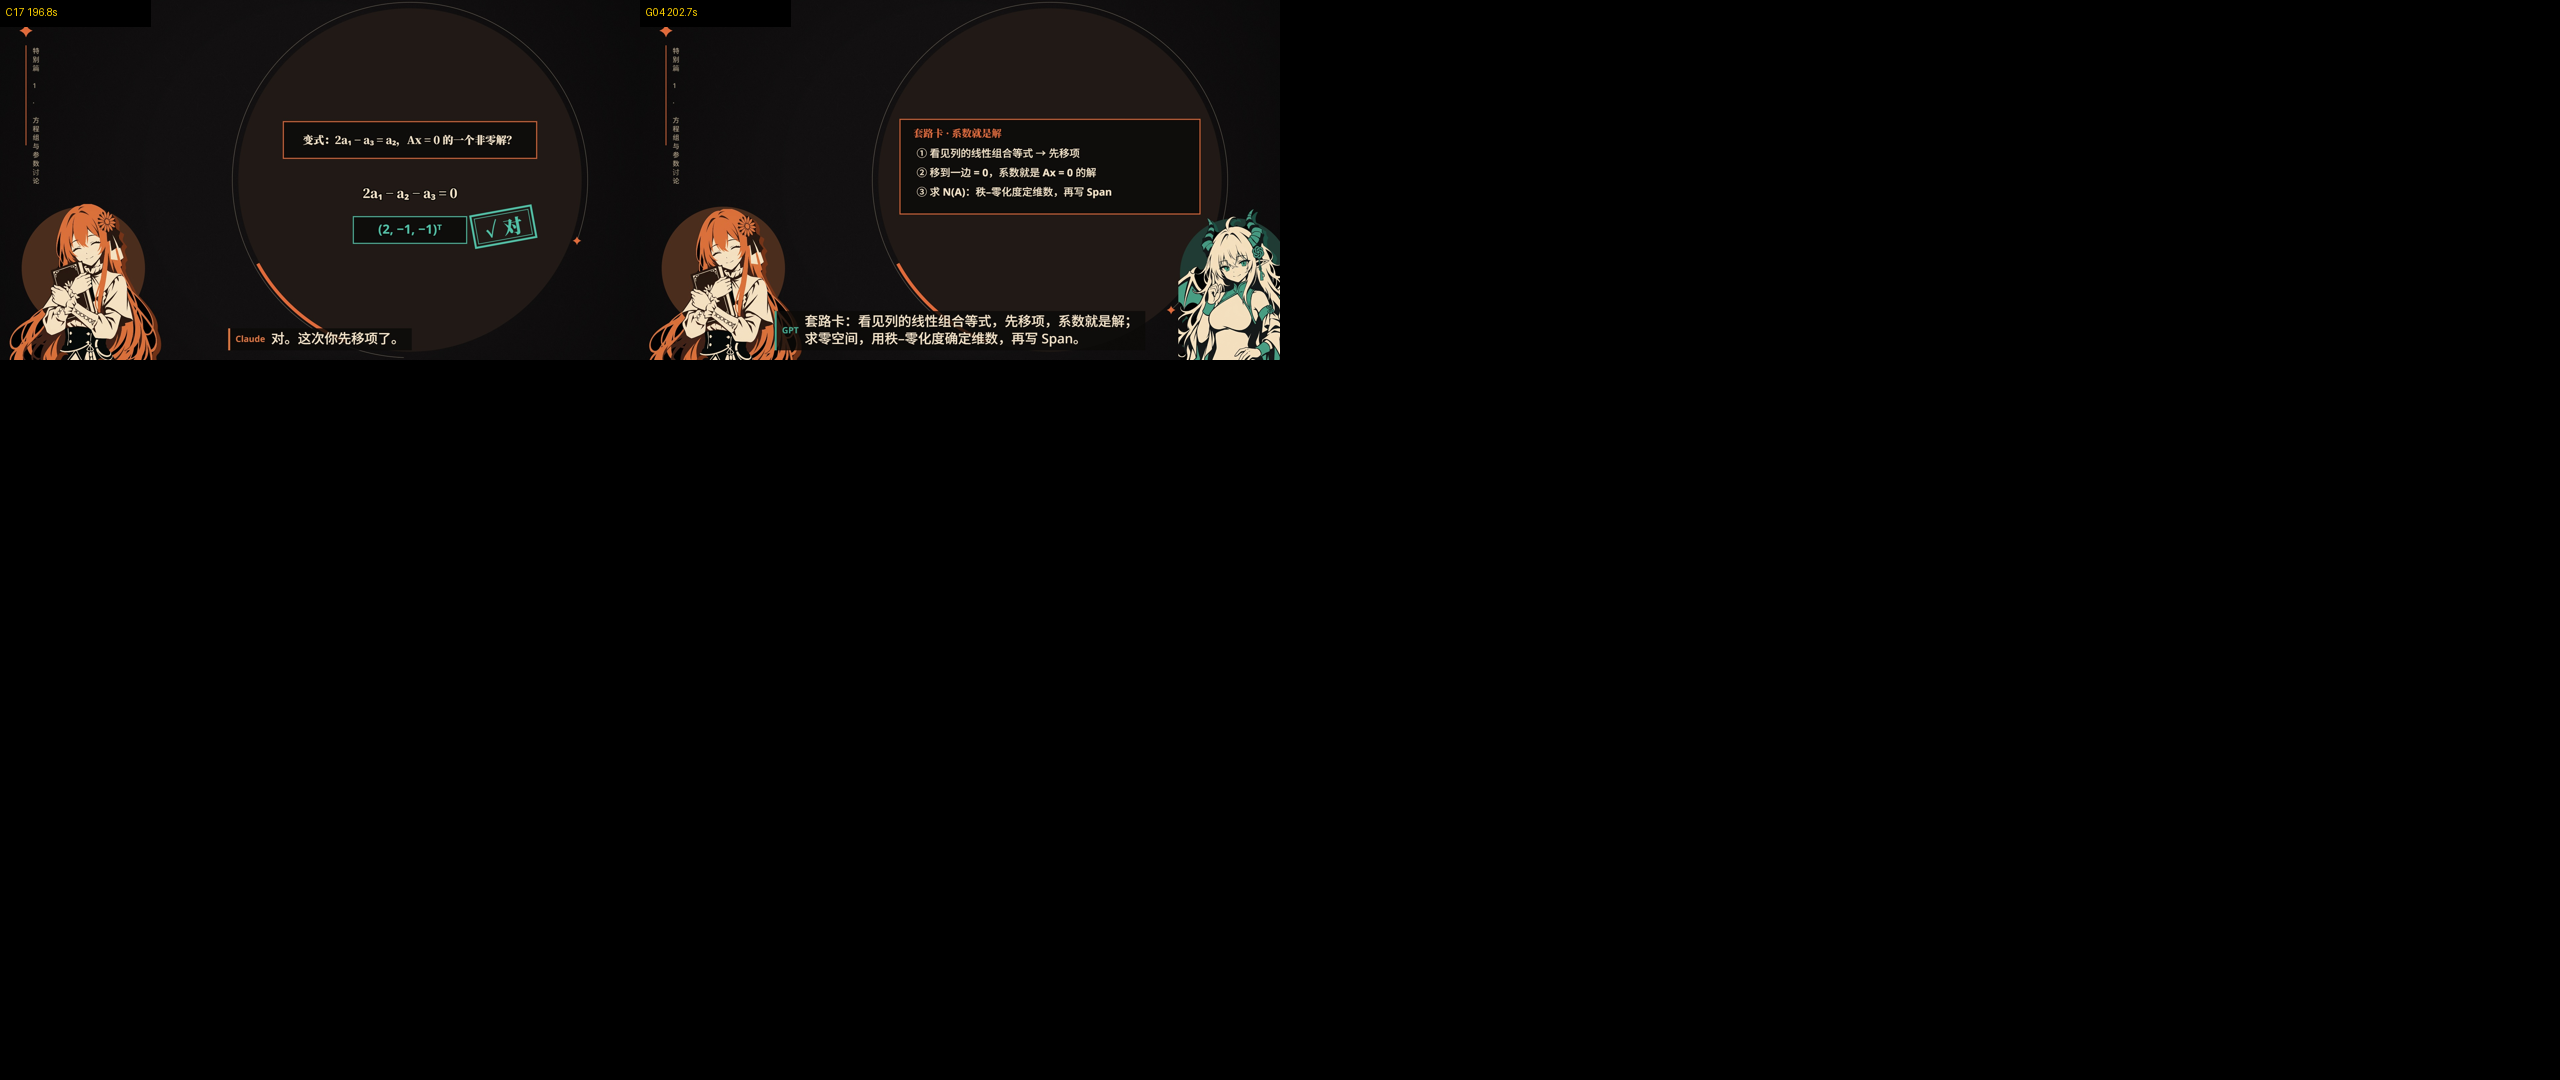 C17 196.8s
特别篇 1 · 方程组与参数讨论
变式：2a₁ − a₃ = a₂，Ax = 0 的一个非零解？
2a₁ − a₂ − a₃ = 0
(2, −1, −1)ᵀ
√ 对
Claude 对。这次你先移项了。
G04 202.7s
特别篇 1 · 方程组与参数讨论
套路卡 · 系数就是解
① 看见列的线性组合等式 → 先移项
② 移到一边 = 0，系数就是 Ax = 0 的解
③ 求 N(A)：秩–零化度定维数，再写 Span
GPT 套路卡：看见列的线性组合等式，先移项，系数就是解；
求零空间，用秩–零化度确定维数，再写 Span。